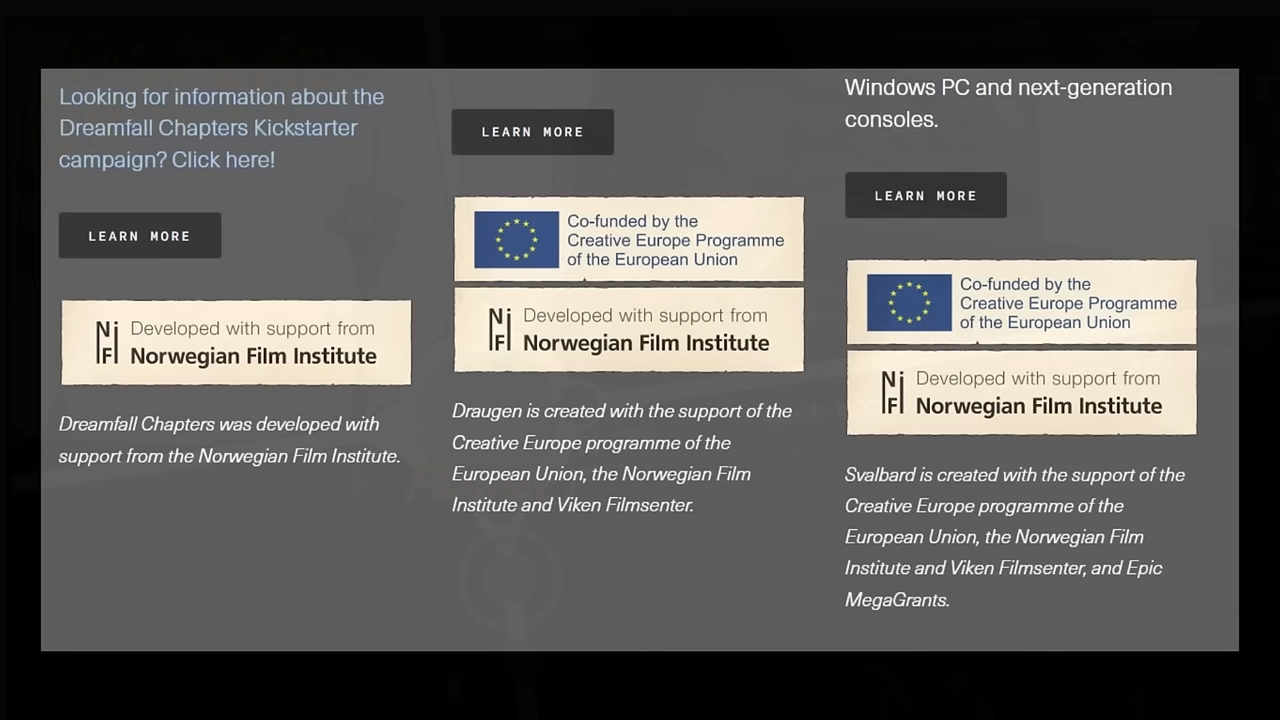 Looking for information about the
Dreamfall Chapters Kickstarter
campaign? Click here!
LEARN MORE
Ni
FI
Developed with support from
Norwegian Film Institute
Dreamfall Chapters was developed with
support from the Norwegian Film Institute.
LEARN MORE
Co-funded by the
Creative Europe Programme
of the European Union
Ni
FI
Developed with support from
Norwegian Film Institute
Draugen is created with the support of the
Creative Europe programme of the
European Union, the Norwegian Film
Institute and Viken Filmsenter.
Windows PC and next-generation
consoles.
LEARN MORE
Co-funded by the
Creative Europe Programme
of the European Union
Ni
FI
Developed with support from
Norwegian Film Institute
Svalbard is created with the support of the
Creative Europe programme of the
European Union, the Norwegian Film
Institute and Viken Filmsenter, and Epic
MegaGrants.